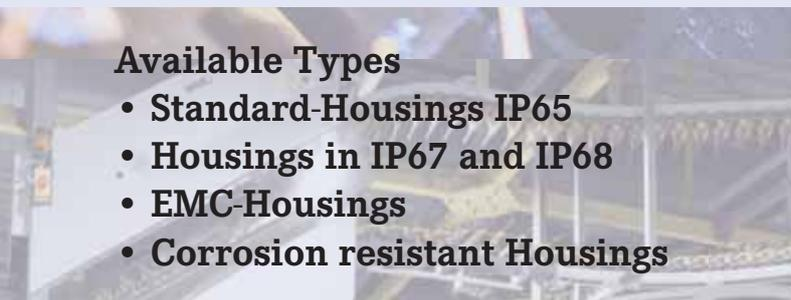 Available Types
• Standard-Housings IP65
• Housings in IP67 and IP68
• EMC-Housings
• Corrosion resistant Housings